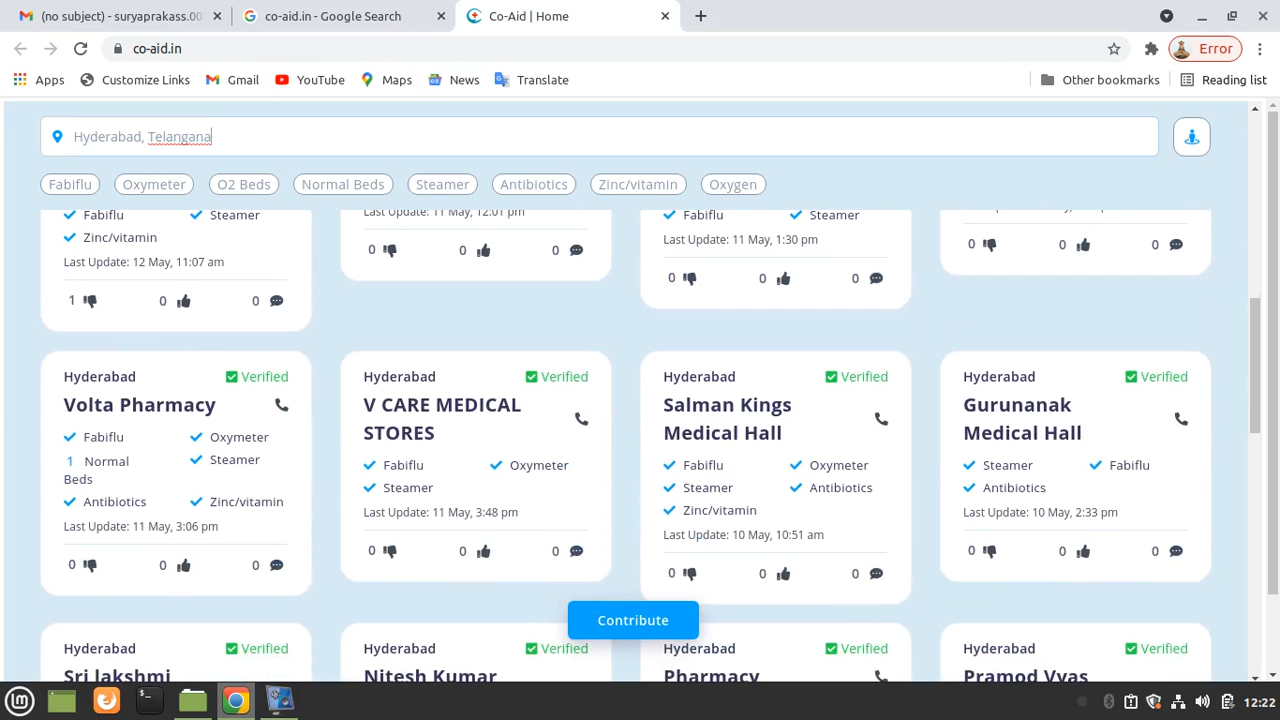 (no subject) - suryaprakass.00
co-aid.in - Google Search
Co-Aid | Home
co-aid.in
Error
Apps
Customize Links
Gmail
YouTube
Maps
News
Translate
Other bookmarks
Reading list
Hyderabad, Telangana
Fabiflu
Oxymeter
O2 Beds
Normal Beds
Steamer
Antibiotics
Zinc/vitamin
Oxygen
Fabiflu Steamer
Zinc/vitamin
Last Update: 12 May, 11:07 am
1 0 0
Last Update: 11 May, 12:01 pm
0 0 0
Fabiflu Steamer
Last Update: 11 May, 1:30 pm
0 0 0
0 0 0
Hyderabad Verified
Volta Pharmacy
Fabiflu Oxymeter
1 Normal Beds
Steamer
Antibiotics Zinc/vitamin
Last Update: 11 May, 3:06 pm
0 0 0
Hyderabad Verified
V CARE MEDICAL
STORES
Fabiflu Oxymeter
Steamer
Last Update: 11 May, 3:48 pm
0 0 0
Hyderabad Verified
Salman Kings
Medical Hall
Fabiflu Oxymeter
Steamer Antibiotics
Zinc/vitamin
Last Update: 10 May, 10:51 am
0 0 0
Hyderabad Verified
Gurunanak
Medical Hall
Steamer Fabiflu
Antibiotics
Last Update: 10 May, 2:33 pm
0 0 0
Contribute
Hyderabad Verified
Sri lakshmi
Hyderabad Verified
Nitesh Kumar
Hyderabad Verified
Pharmacy
Hyderabad Verified
Pramod Vyas
12:22